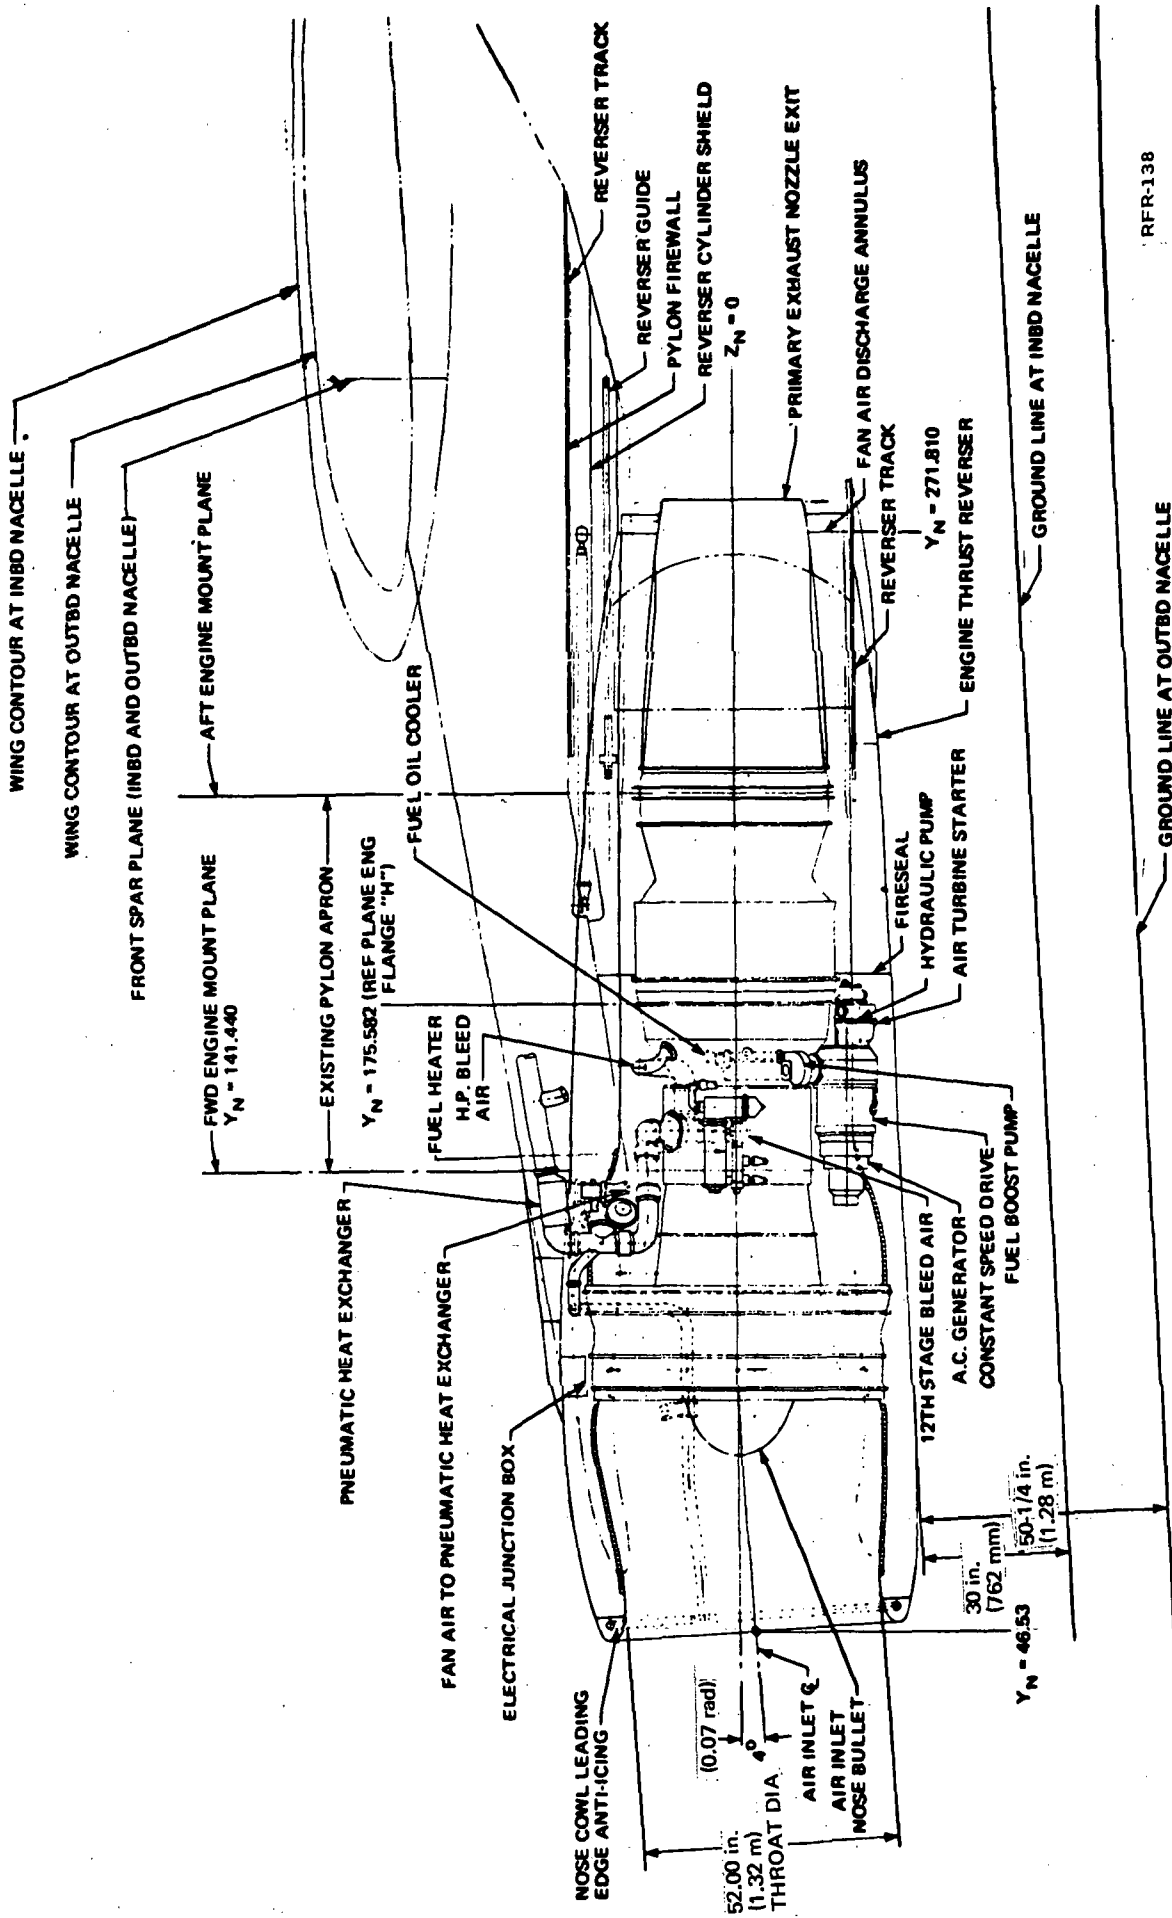 WING CONTOUR AT INBD NACELLE
WING CONTOUR AT OUTBD NACELLE
FRONT SPAR PLANE (INBD AND OUTBD NACELLE)
AFT ENGINE MOUNT PLANE
FWD ENGINE MOUNT PLANE
YN = 141.440
EXISTING PYLON APRON
YN = 175.582 (REF PLANE ENG
FLANGE "H")
FUEL OIL COOLER
FUEL HEATER
H.P. BLEED
AIR
PNEUMATIC HEAT EXCHANGER
FAN AIR TO PNEUMATIC HEAT EXCHANGER
ELECTRICAL JUNCTION BOX
NOSE COWL LEADING
EDGE ANTI-ICING
REVERSER TRACK
REVERSER GUIDE
PYLON FIREWALL
REVERSER CYLINDER SHIELD
ZN = 0
PRIMARY EXHAUST NOZZLE EXIT
FAN AIR DISCHARGE ANNULUS
REVERSER TRACK
YN = 271.810
ENGINE THRUST REVERSER
FIRESEAL
HYDRAULIC PUMP
AIR TURBINE STARTER
12TH STAGE BLEED AIR
A.C. GENERATOR
CONSTANT SPEED DRIVE
FUEL BOOST PUMP
(0.07 rad)
4°
52.00 in.
(1.32 m)
THROAT DIA
AIR INLET ℄
AIR INLET
NOSE BULLET
30 in.
(762 mm)
50-1/4 in.
(1.28 m)
YN = 46.53
GROUND LINE AT INBD NACELLE
GROUND LINE AT OUTBD NACELLE
RFR-138